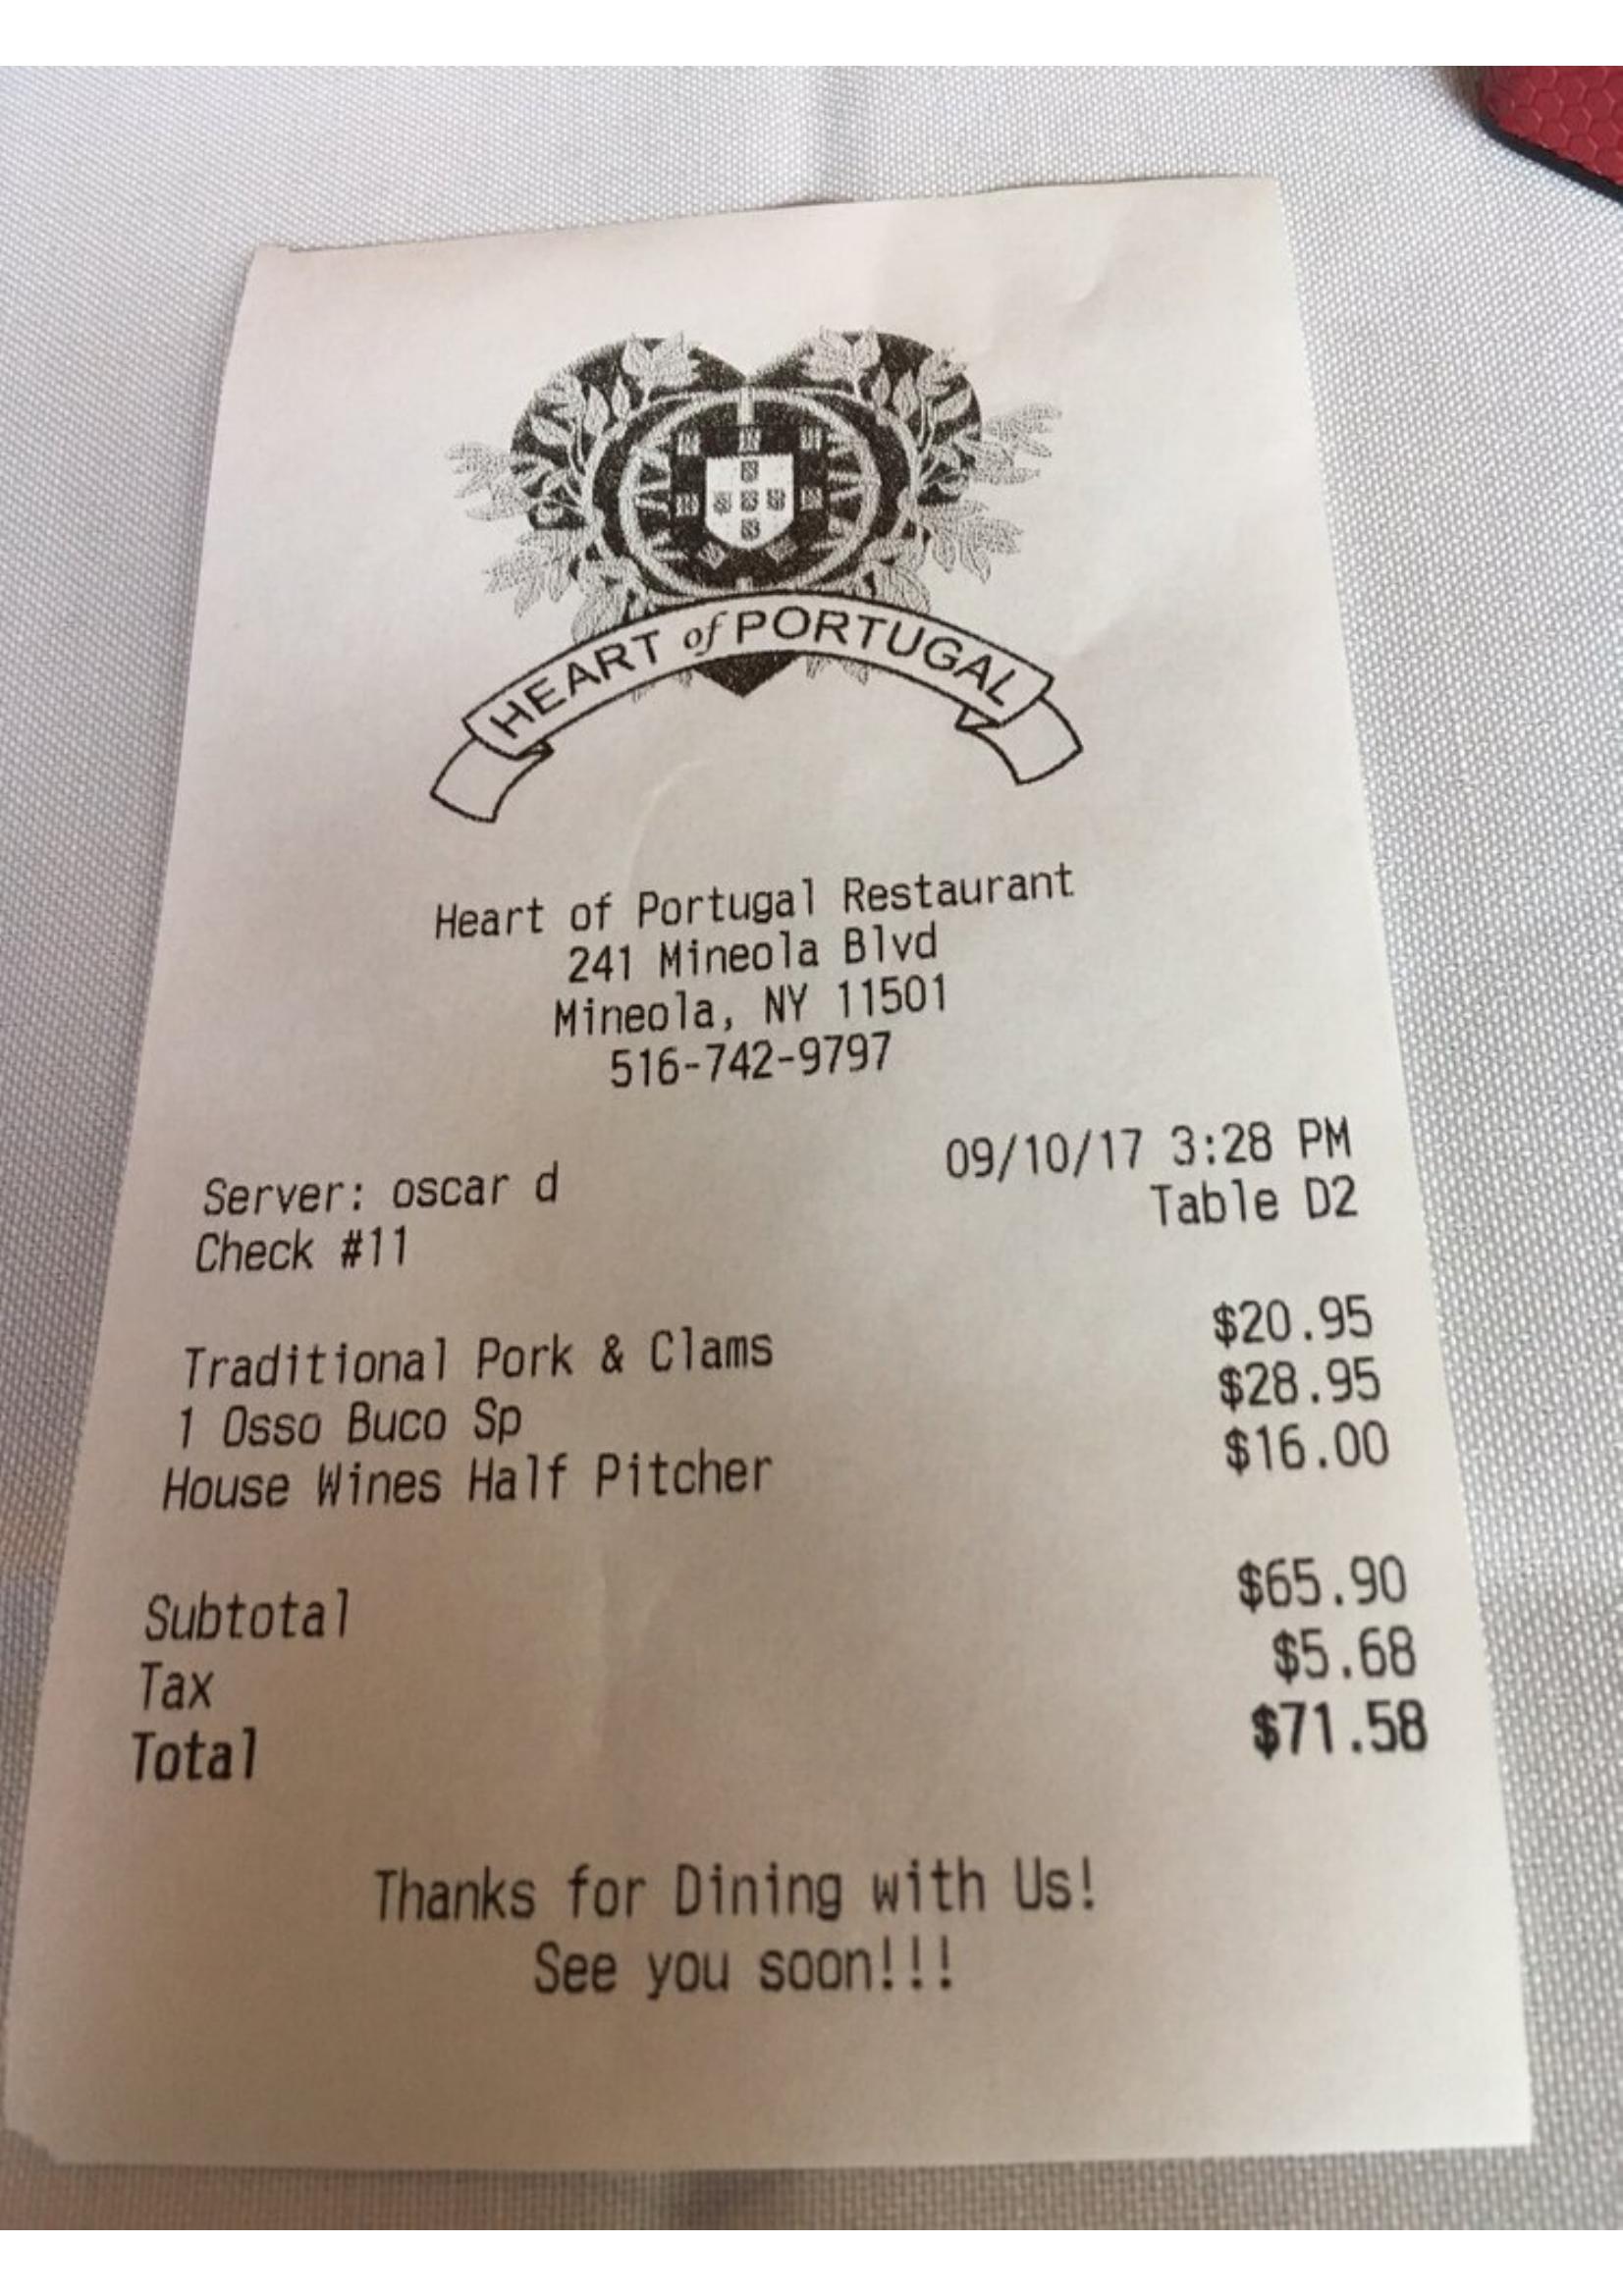 HEART of PORTUGAL
Heart of Portugal Restaurant
241 Mineola Blvd
Mineola, NY 11501
516-742-9797
Server: oscar d 09/10/17 3:28 PM
Check #11 Table D2
Traditional Pork & Clams $20.95
1 Osso Buco Sp $28.95
House Wines Half Pitcher $16.00
Subtotal $65.90
Tax $5.68
Total $71.58
Thanks for Dining with Us!
See you soon!!!